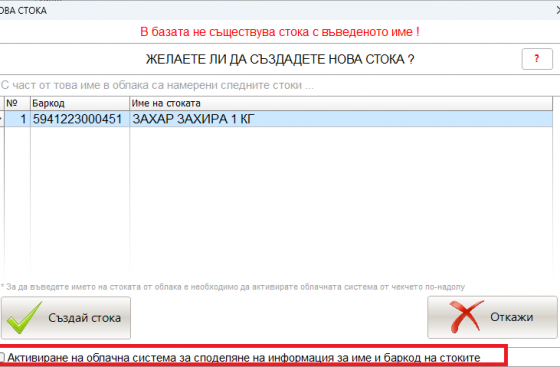 ОВА СТОКА
В базата не съществува стока с въведеното име !
ЖЕЛАЕТЕ ЛИ ДА СЪЗДАДЕТЕ НОВА СТОКА ?
?
С част от това име в облака са намерени следните стоки ...
№ Баркод Име на стоката
1 5941223000451 ЗАХАР ЗАХИРА 1 КГ
* За да въведете името на стоката от облака е необходимо да активирате облачната система от чекчето по-надолу
Създай стока
Откажи
Активиране на облачна система за споделяне на информация за име и баркод на стоките